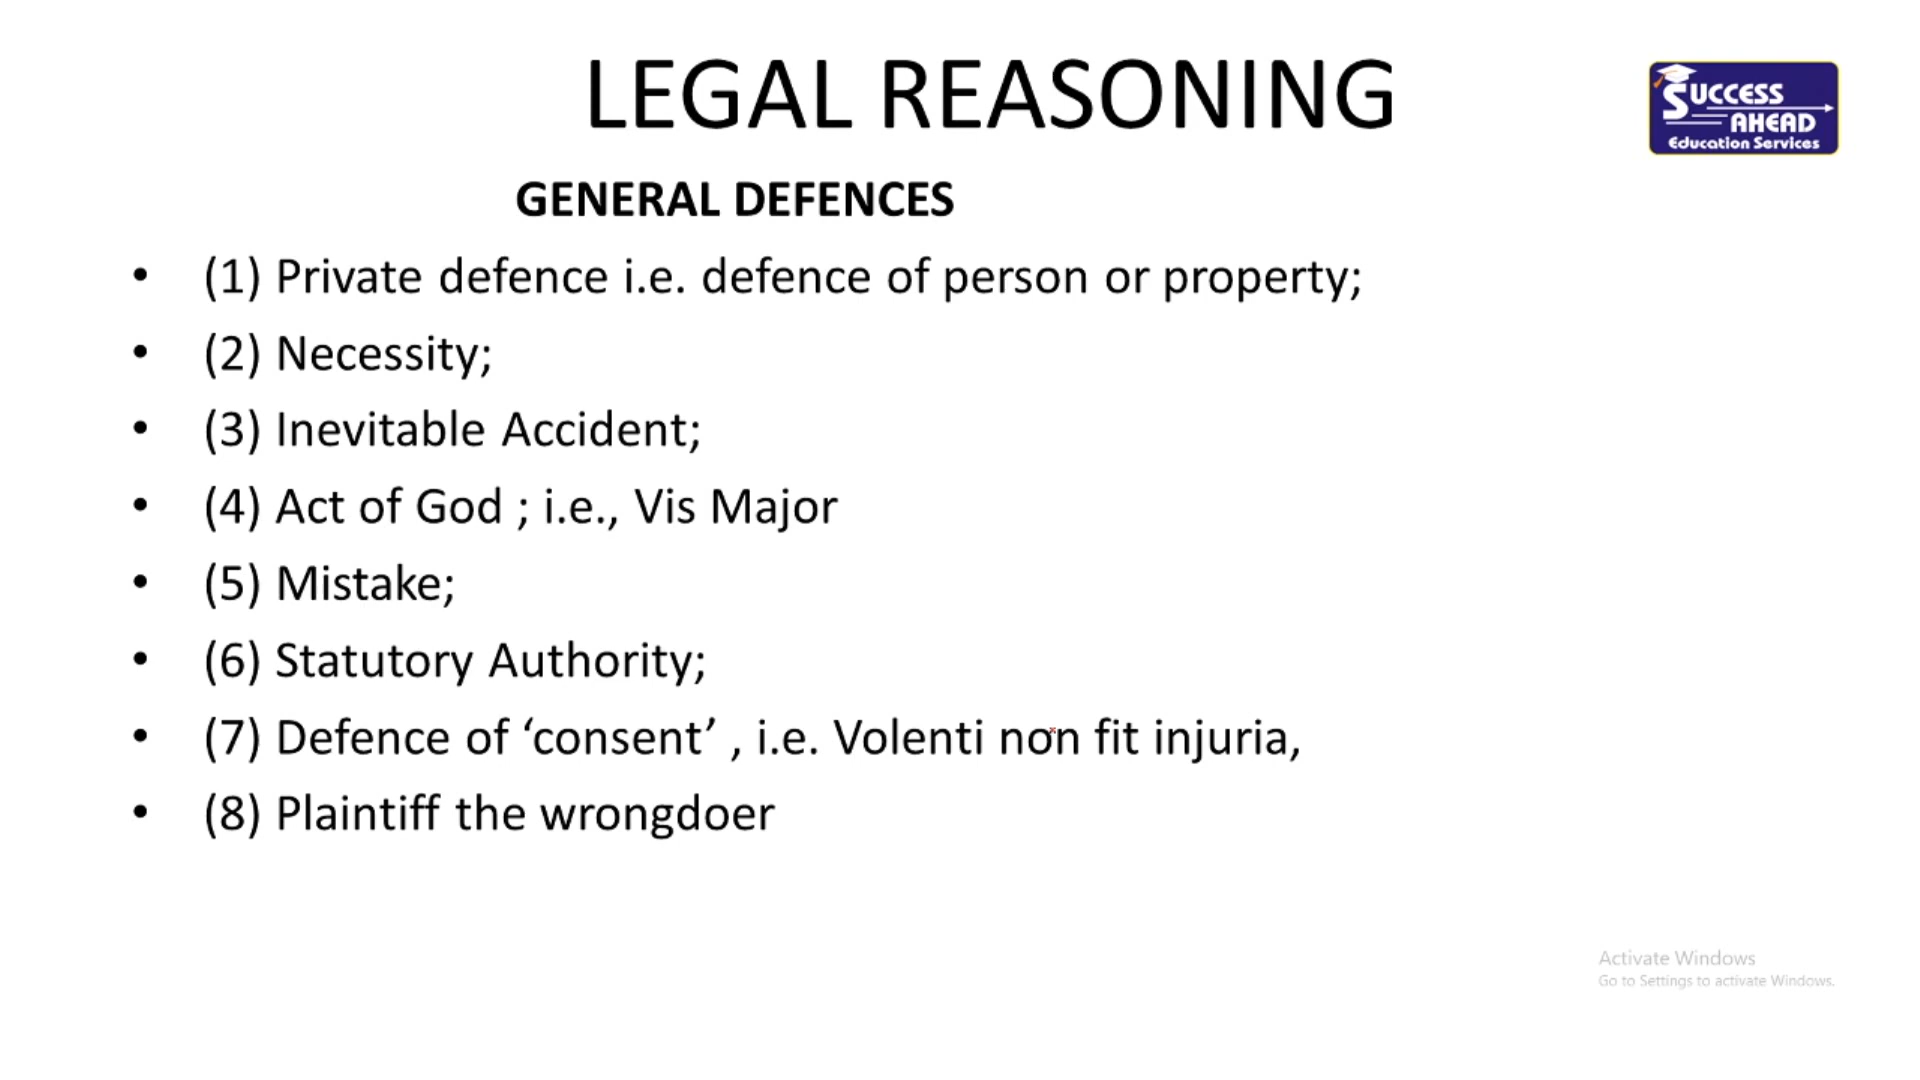 LEGAL REASONING
SUCCESS
AHEAD
Education Services
GENERAL DEFENCES
• (1) Private defence i.e. defence of person or property;
• (2) Necessity;
• (3) Inevitable Accident;
• (4) Act of God ; i.e., Vis Major
• (5) Mistake;
• (6) Statutory Authority;
• (7) Defence of ‘consent’ , i.e. Volenti non fit injuria,
• (8) Plaintiff the wrongdoer
Activate Windows
Go to Settings to activate Windows.